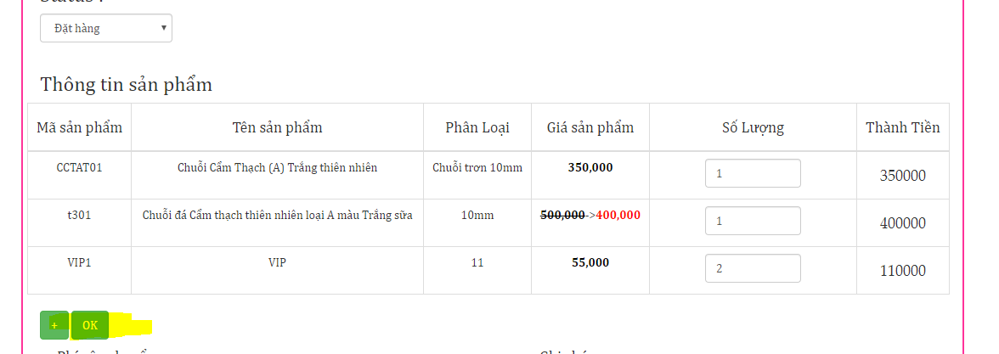 Đặt hàng
Thông tin sản phẩm
Mã sản phẩm Tên sản phẩm Phân Loại Giá sản phẩm Số Lượng Thành Tiền
CCTAT01 Chuỗi Cẩm Thạch (A) Trắng thiên nhiên Chuỗi trơn 10mm 350,000 1 350000
t301 Chuỗi đá Cẩm thạch thiên nhiên loại A màu Trắng sữa 10mm 500,000->400,000 1 400000
VIP1 VIP 11 55,000 2 110000
+ OK